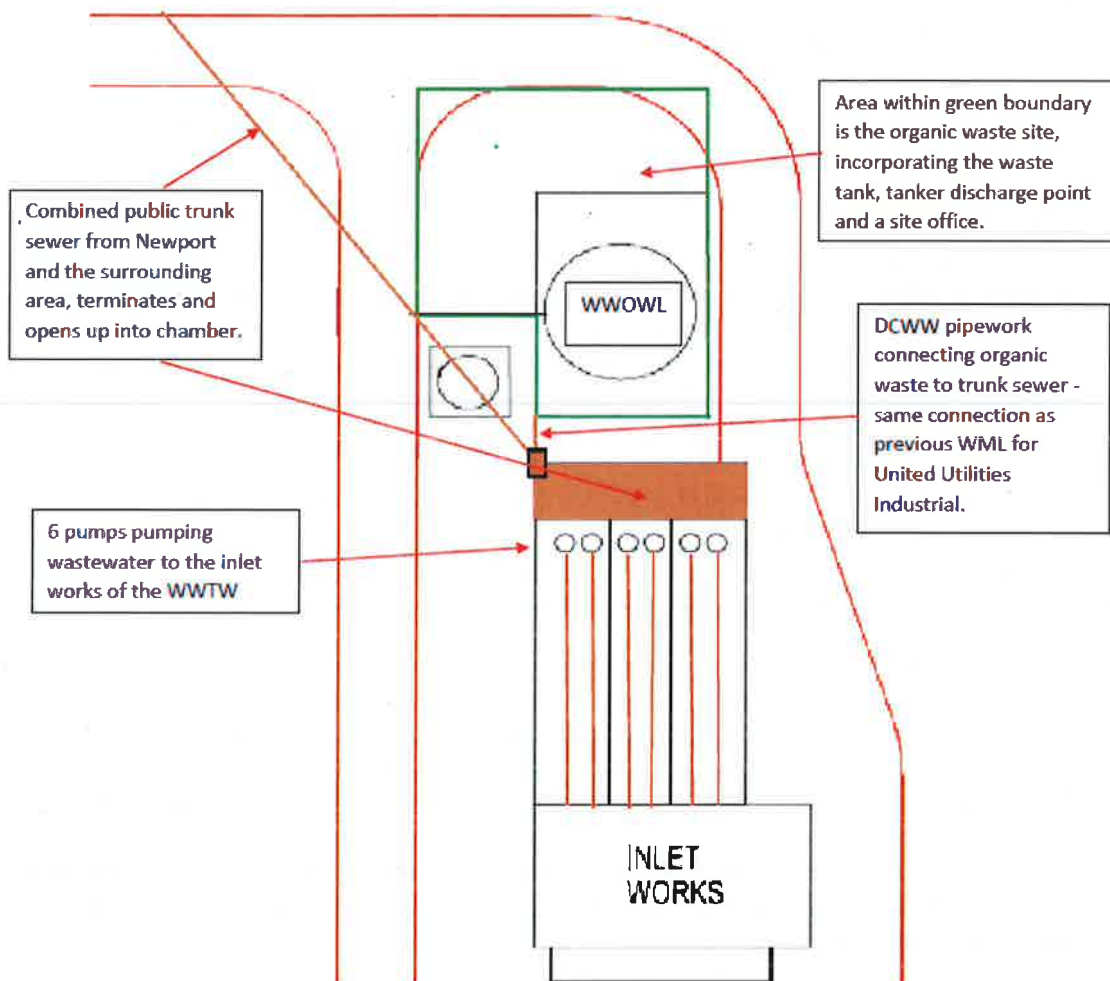 Area within green boundary
is the organic waste site,
incorporating the waste
tank, tanker discharge point
and a site office.
Combined public trunk
sewer from Newport
and the surrounding
area, terminates and
opens up into chamber.
WWOWL
DCWW pipework
connecting organic
waste to trunk sewer -
same connection as
previous WML for
United Utilities
Industrial.
6 pumps pumping
wastewater to the inlet
works of the WWTW
INLET
WORKS